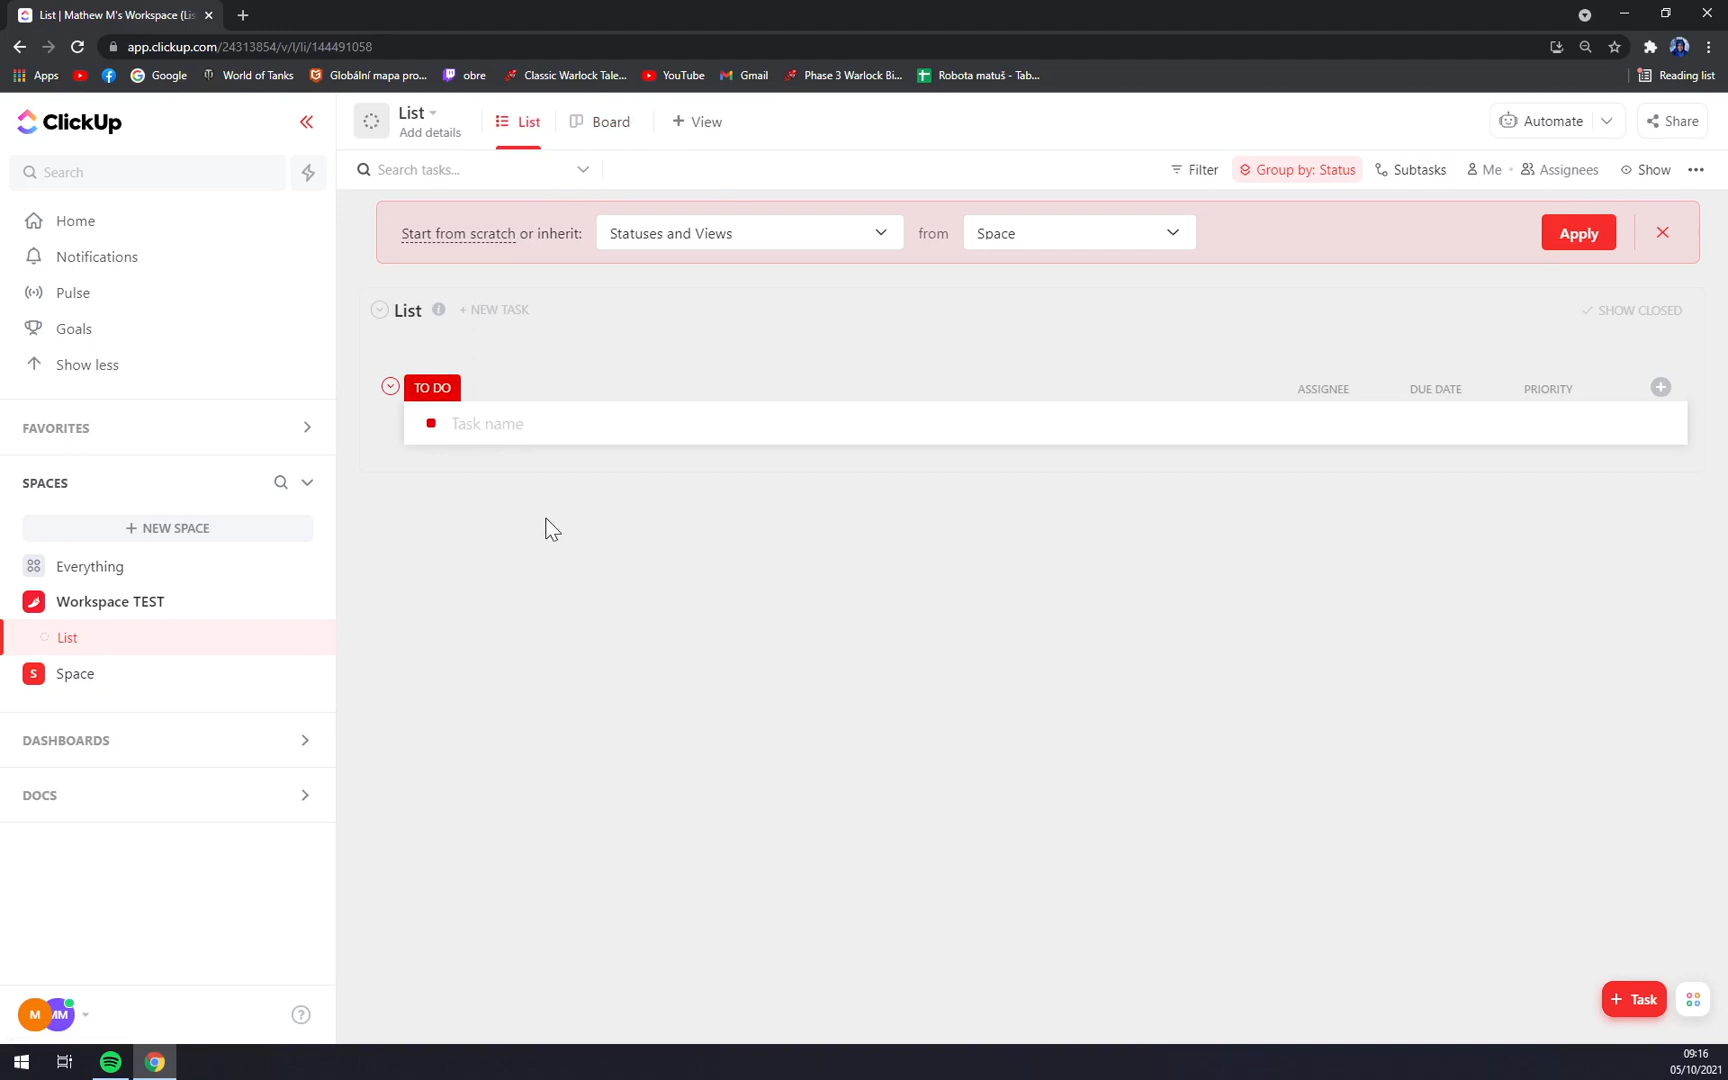 List | Mathew M's Workspace (Lis
app.clickup.com/24313854/v/l/li/144491058
Apps
Google
World of Tanks
Globální mapa pro...
obre
Classic Warlock Tale...
YouTube
Gmail
Phase 3 Warlock Bi...
Robota matuš - Tab...
Reading list
ClickUp
List
Add details
List
Board
+ View
Automate
Share
Search
Search tasks...
Filter
Group by: Status
Subtasks
Me
Assignees
Show
Home
Notifications
Pulse
Goals
Show less
Start from scratch or inherit:
Statuses and Views
from
Space
Apply
List
+ NEW TASK
SHOW CLOSED
TO DO
ASSIGNEE
DUE DATE
PRIORITY
Task name
FAVORITES
SPACES
+ NEW SPACE
Everything
Workspace TEST
List
S
Space
DASHBOARDS
DOCS
M
MM
+ Task
09:16
05/10/2021